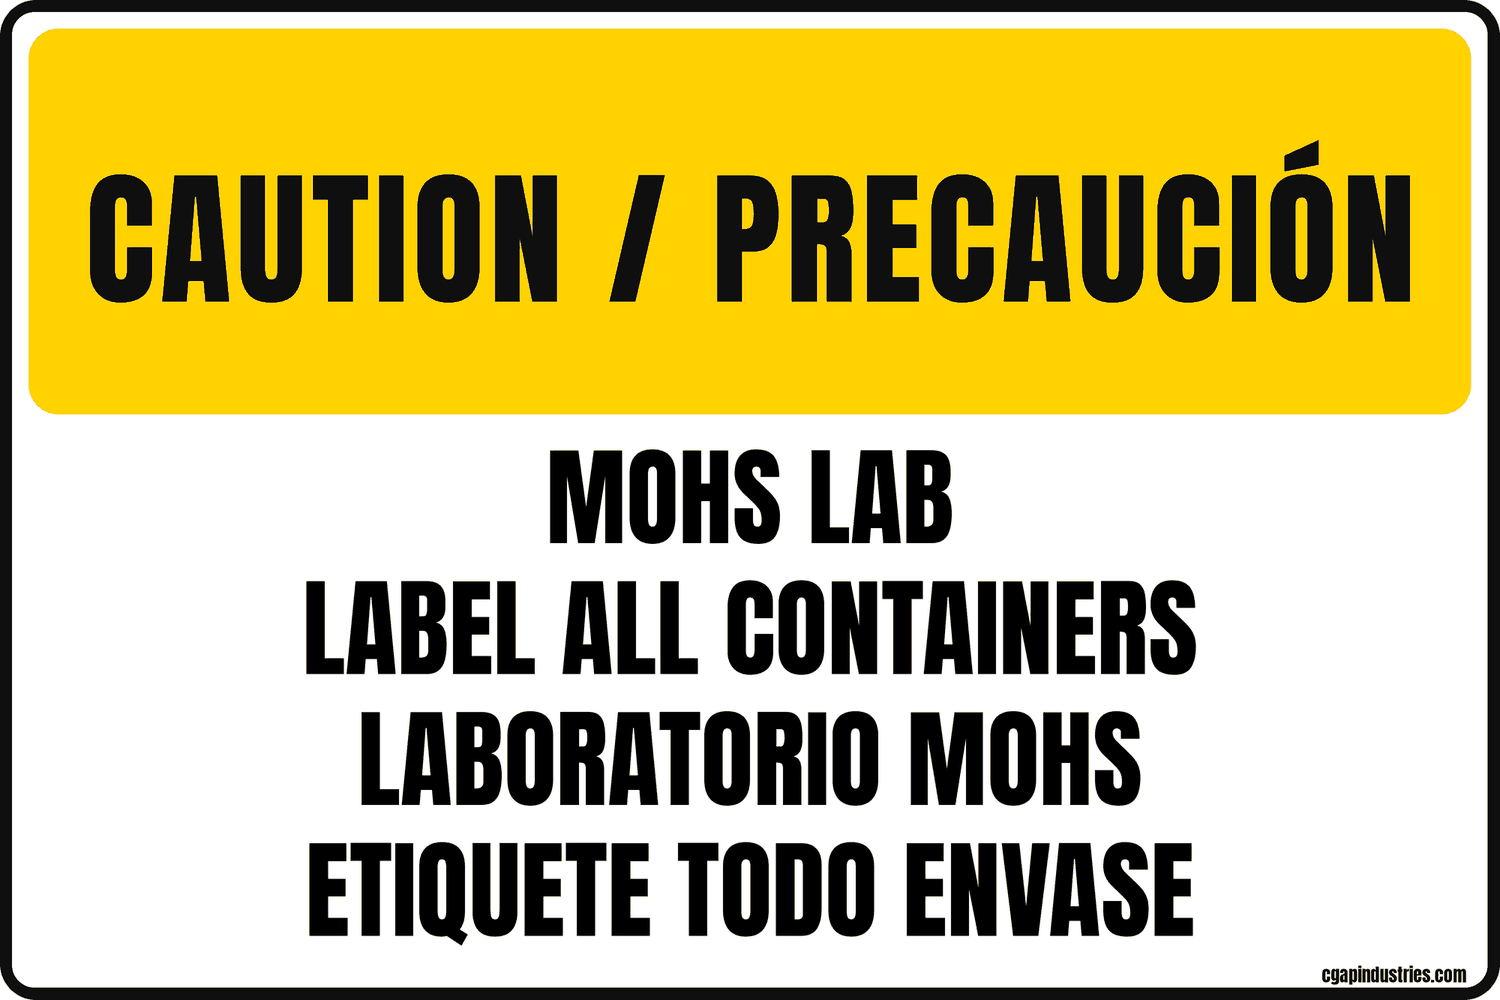 CAUTION / PRECAUCIÓN
MOHS LAB
LABEL ALL CONTAINERS
LABORATORIO MOHS
ETIQUETE TODO ENVASE
cgapindustries.com